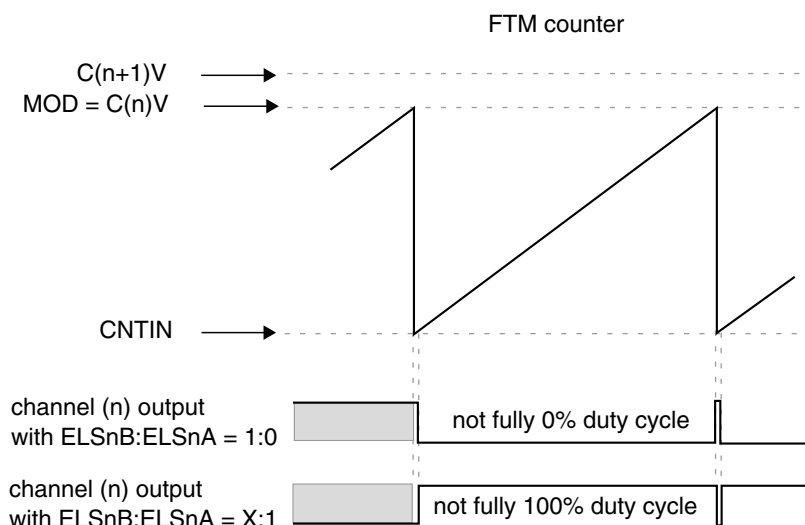 FTM counter
C(n+1)V
MOD = C(n)V
CNTIN
channel (n) output
with ELSnB:ELSnA = 1:0
not fully 0% duty cycle
channel (n) output
with ELSnB:ELSnA = X:1
not fully 100% duty cycle